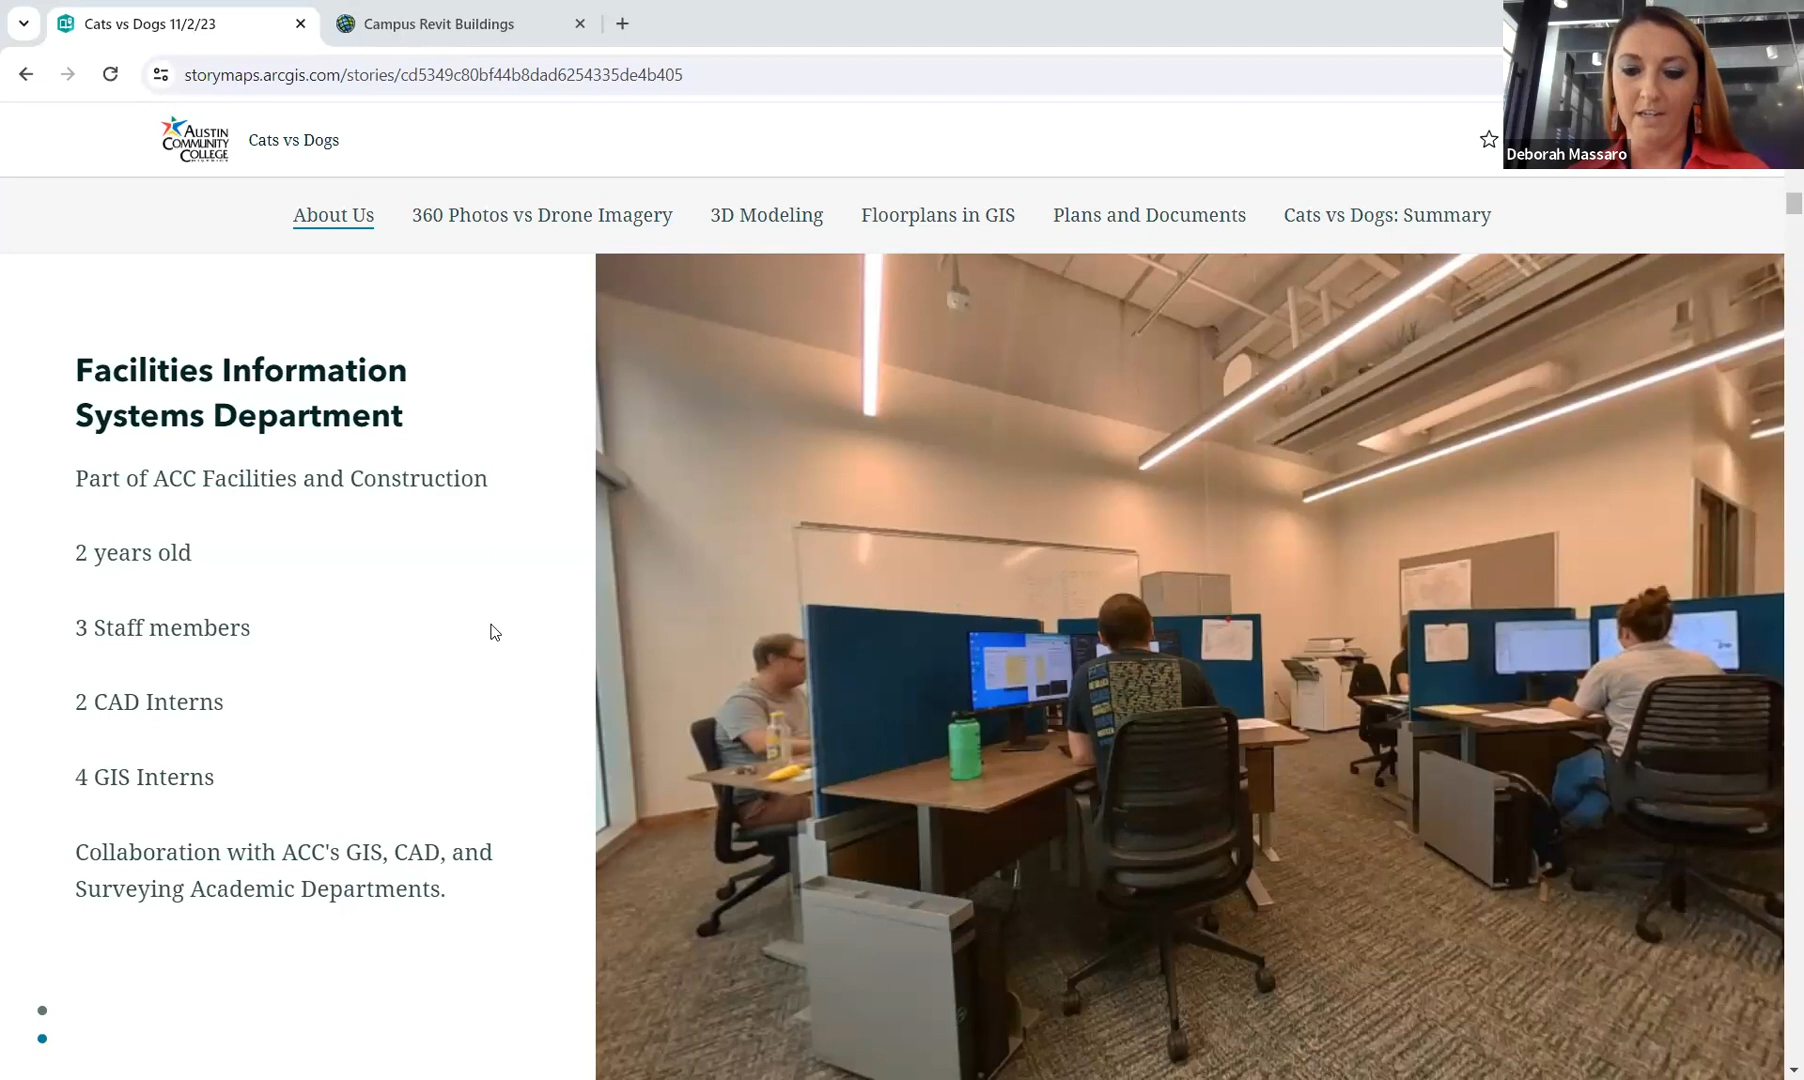 Cats vs Dogs 11/2/23
Campus Revit Buildings
storymaps.arcgis.com/stories/cd5349c80bf44b8dad6254335de4b405
AUSTIN
COMMUNITY
COLLEGE
Cats vs Dogs
Deborah Massaro
About Us
360 Photos vs Drone Imagery
3D Modeling
Floorplans in GIS
Plans and Documents
Cats vs Dogs: Summary
Facilities Information
Systems Department
Part of ACC Facilities and Construction
2 years old
3 Staff members
2 CAD Interns
4 GIS Interns
Collaboration with ACC's GIS, CAD, and
Surveying Academic Departments.